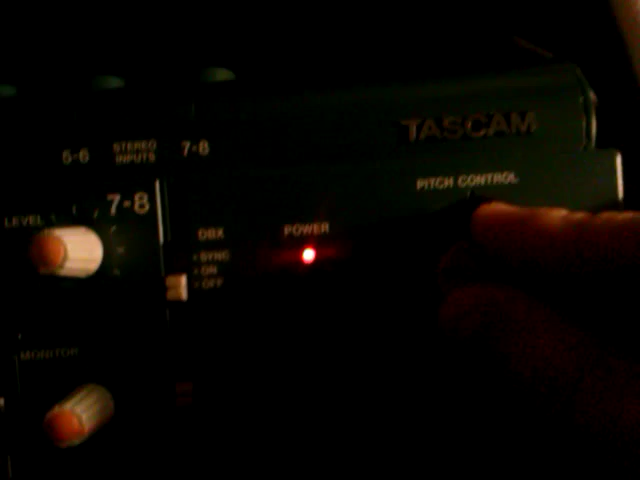 TASCAM
5-6
STEREO
INPUTS
7-8
PITCH CONTROL
LEVEL
7-8
DBX
SYNC
ON
OFF
POWER
MONITOR